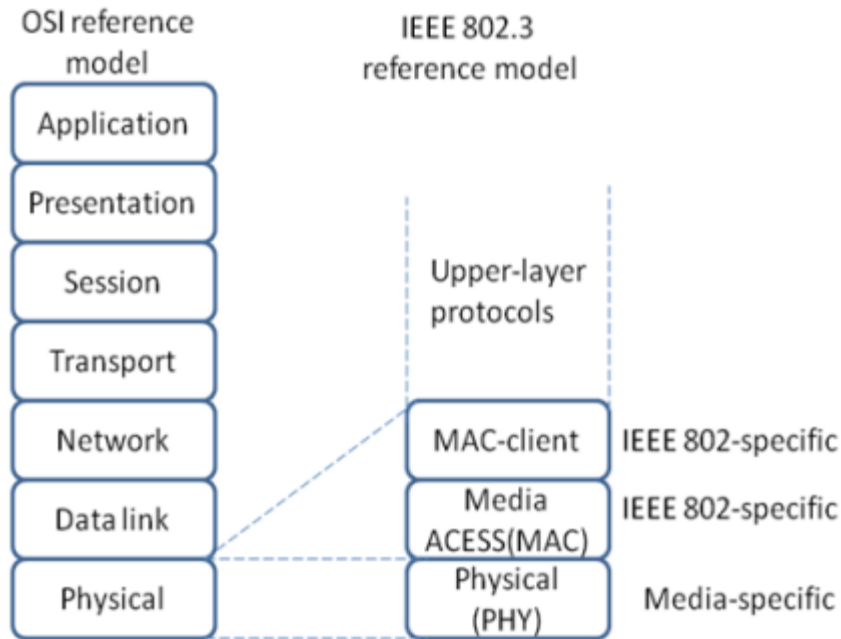 OSI reference
model
IEEE 802.3
reference model
Application
Presentation
Session
Transport
Network
Data link
Physical
Upper-layer
protocols
MAC-client
IEEE 802-specific
Media
ACESS(MAC)
IEEE 802-specific
Physical
(PHY)
Media-specific